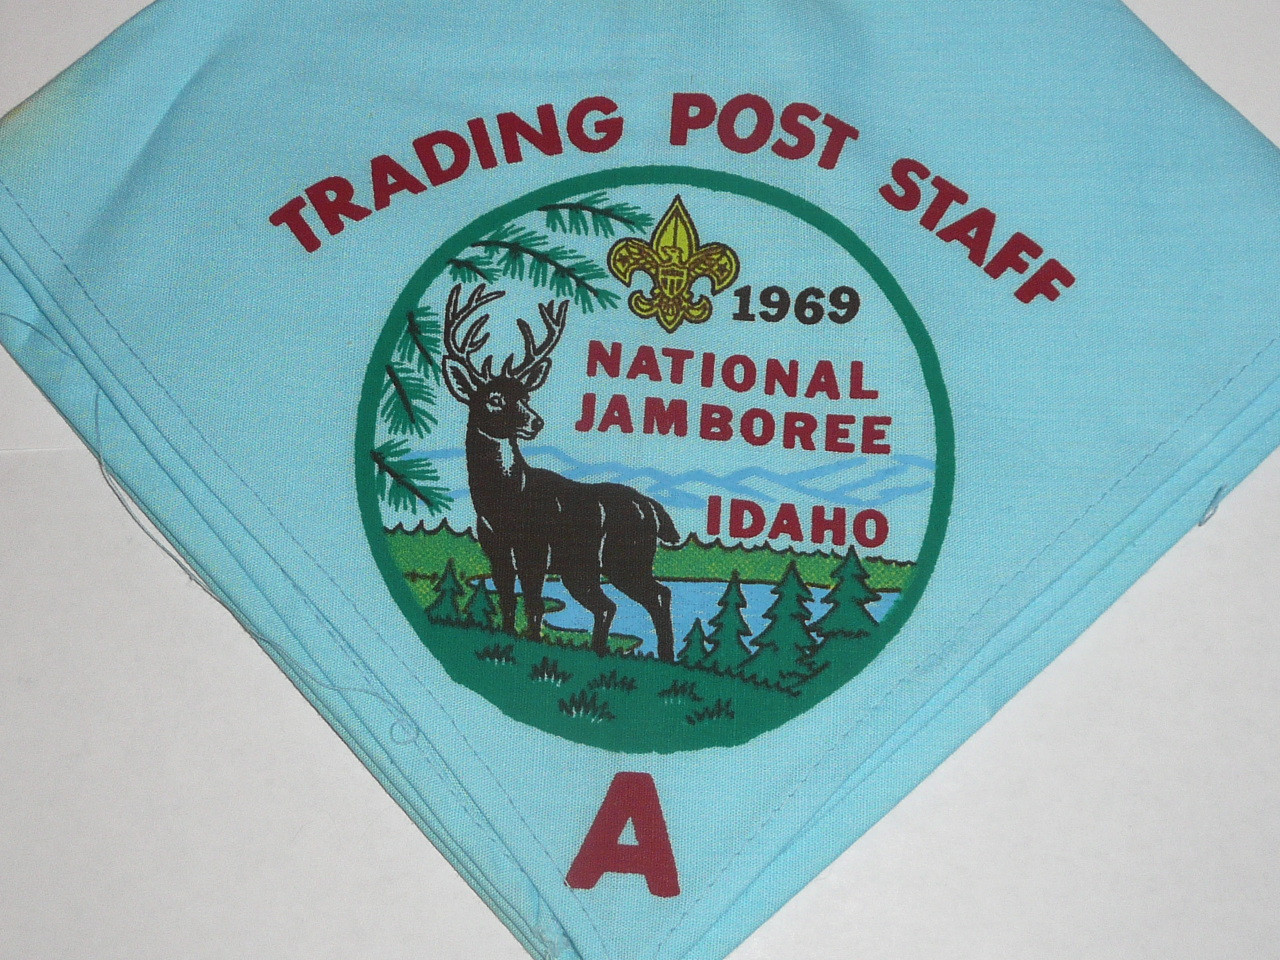 TRADING POST STAFF
1969
NATIONAL
JAMBOREE
IDAHO
A